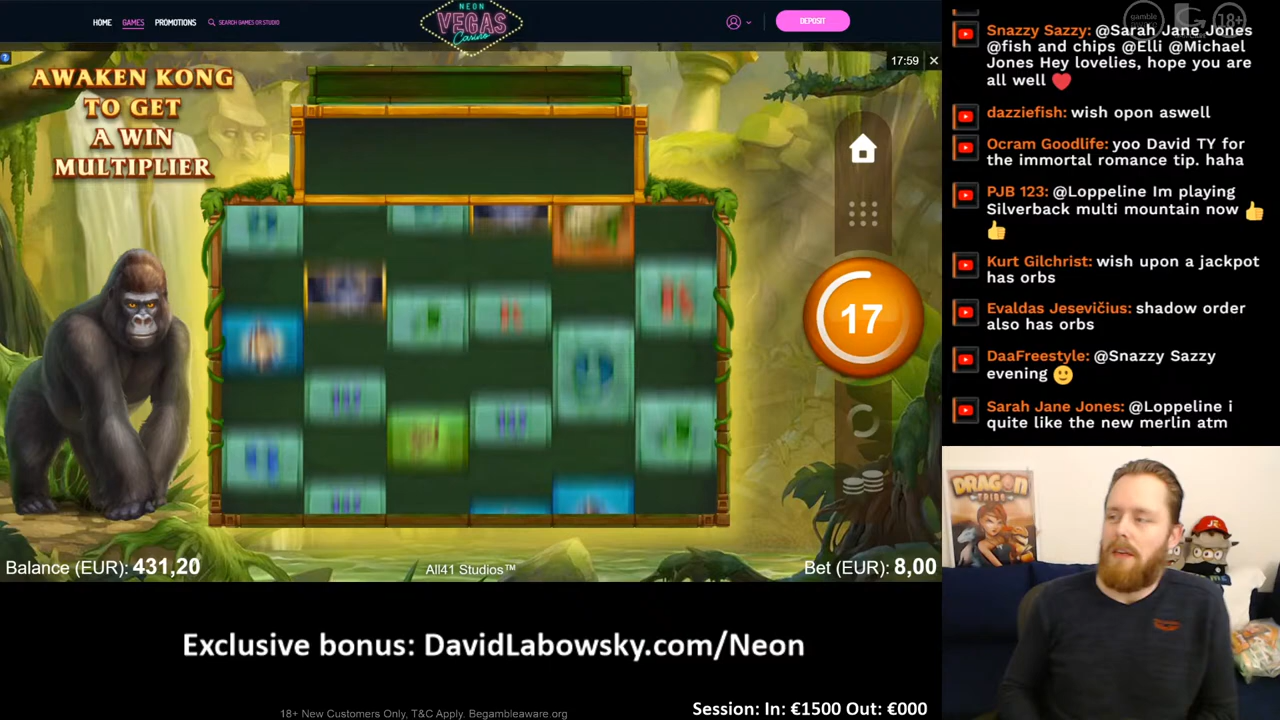 HOME GAMES PROMOTIONS SEARCH GAMES OR STUDIO
NEON
VEGAS
Casino
DEPOSIT
17:59
AWAKEN KONG
TO GET
A WIN
MULTIPLIER
17
Balance (EUR): 431,20
All41 Studios™
Bet (EUR): 8,00
Exclusive bonus: DavidLabowsky.com/Neon
18+ New Customers Only, T&C Apply. Begambleaware.org
Session: In: €1500 Out: €000
18+
Snazzy Sazzy: @Sarah Jane Jones
@fish and chips @Elli @Michael
Jones Hey lovelies, hope you are
all well ❤️
dazziefish: wish opon aswell
Ocram Goodlife: yoo David TY for
the immortal romance tip. haha
PJB 123: @Loppeline Im playing
Silverback multi mountain now 👍
👍
Kurt Gilchrist: wish upon a jackpot
has orbs
Evaldas Jesevičius: shadow order
also has orbs
DaaFreestyle: @Snazzy Sazzy
evening 🙂
Sarah Jane Jones: @Loppeline i
quite like the new merlin atm
DRAGON